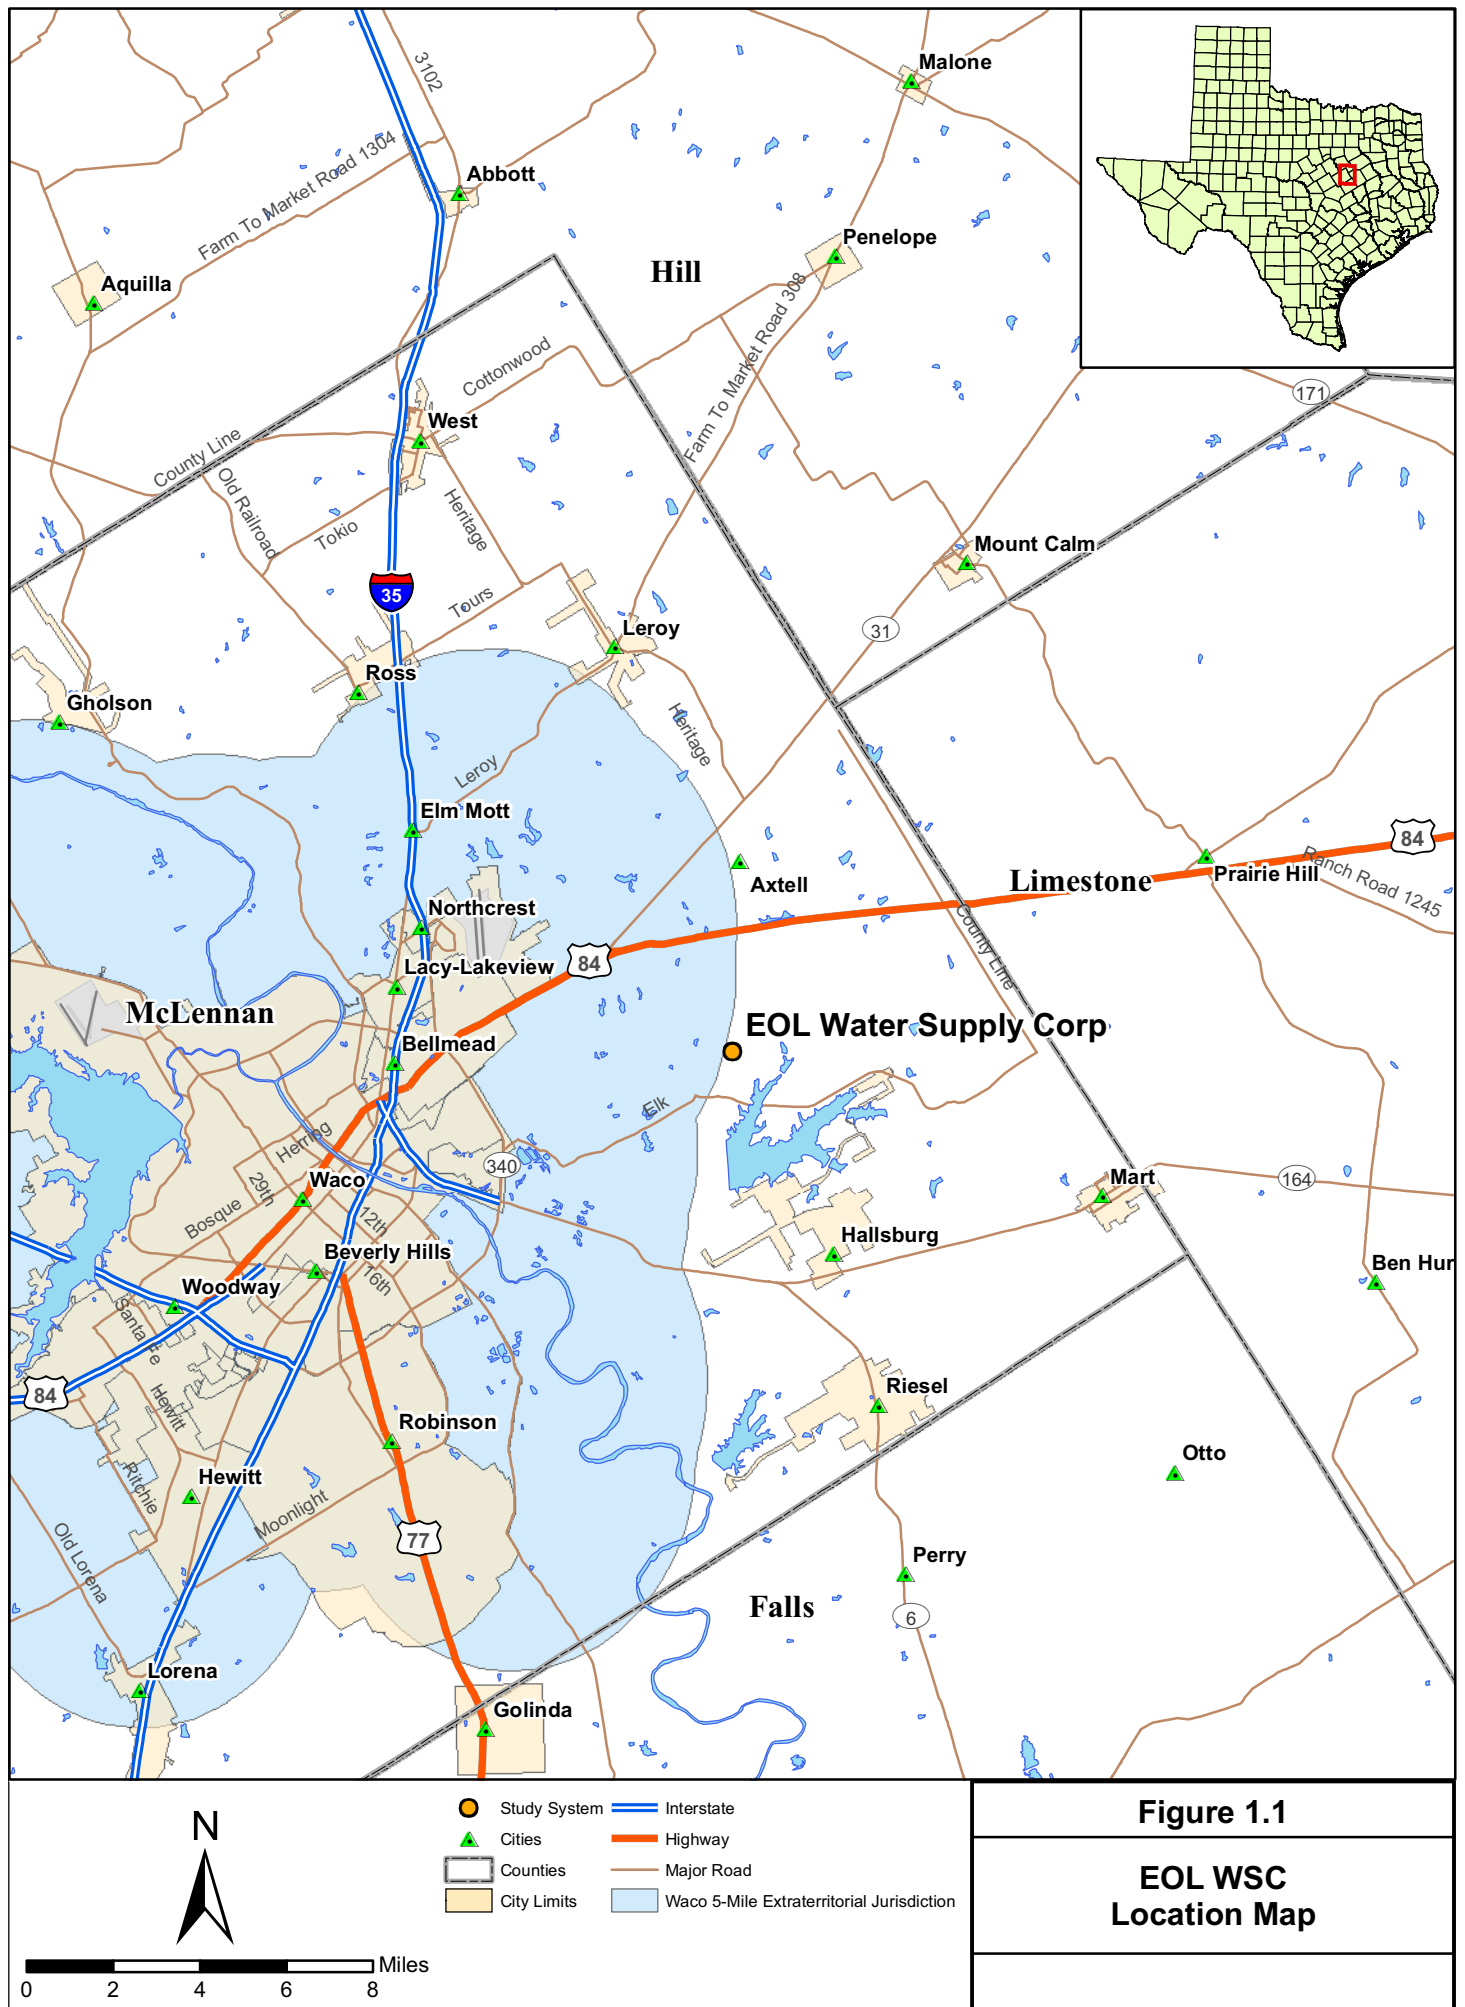 3102
Malone
Farm To Market Road 1304
Abbott
Penelope
Aquilla
Hill
Farm To Market Road 308
Cottonwood
171
West
County Line
Old Railroad
Tokio
Heritage
Mount Calm
35
Tours
31
Leroy
Ross
Gholson
Heritage
Leroy
Elm Mott
84
Axtell
Limestone
Prairie Hill
Ranch Road 1245
Northcrest
County Line
84
Lacy-Lakeview
McLennan
EOL Water Supply Corp
Bellmead
Elk
Herring
340
Waco
29th
Mart
164
Bosque
12th
Hallsburg
Beverly Hills
16th
Ben Hur
Woodway
Santa Fe
84
Hewitt
Riesel
Robinson
Otto
Hewitt
Ritchie
Moonlight
77
Old Lorena
Perry
Falls
6
Lorena
Golinda
N
Miles
0 2 4 6 8
Study System
Cities
Counties
City Limits
Interstate
Highway
Major Road
Waco 5-Mile Extraterritorial Jurisdiction
Figure 1.1
EOL WSC
Location Map